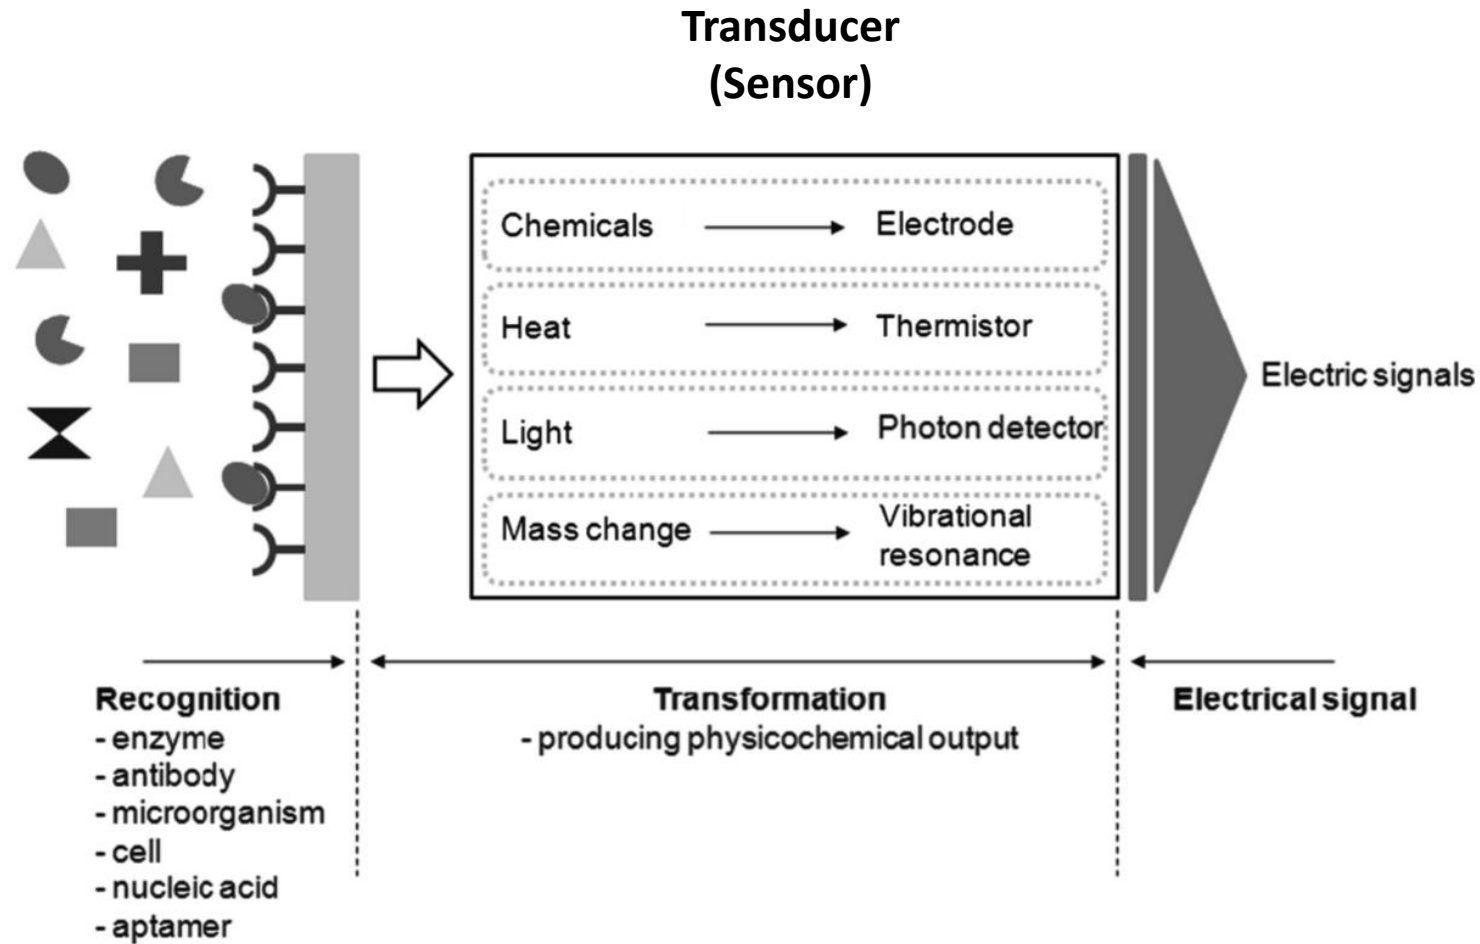 Transducer
(Sensor)
Chemicals
Electrode
Heat
Thermistor
Light
Photon detector
Mass change
Vibrational
resonance
Electric signals
Recognition
- enzyme
- antibody
- microorganism
- cell
- nucleic acid
- aptamer
Transformation
- producing physicochemical output
Electrical signal